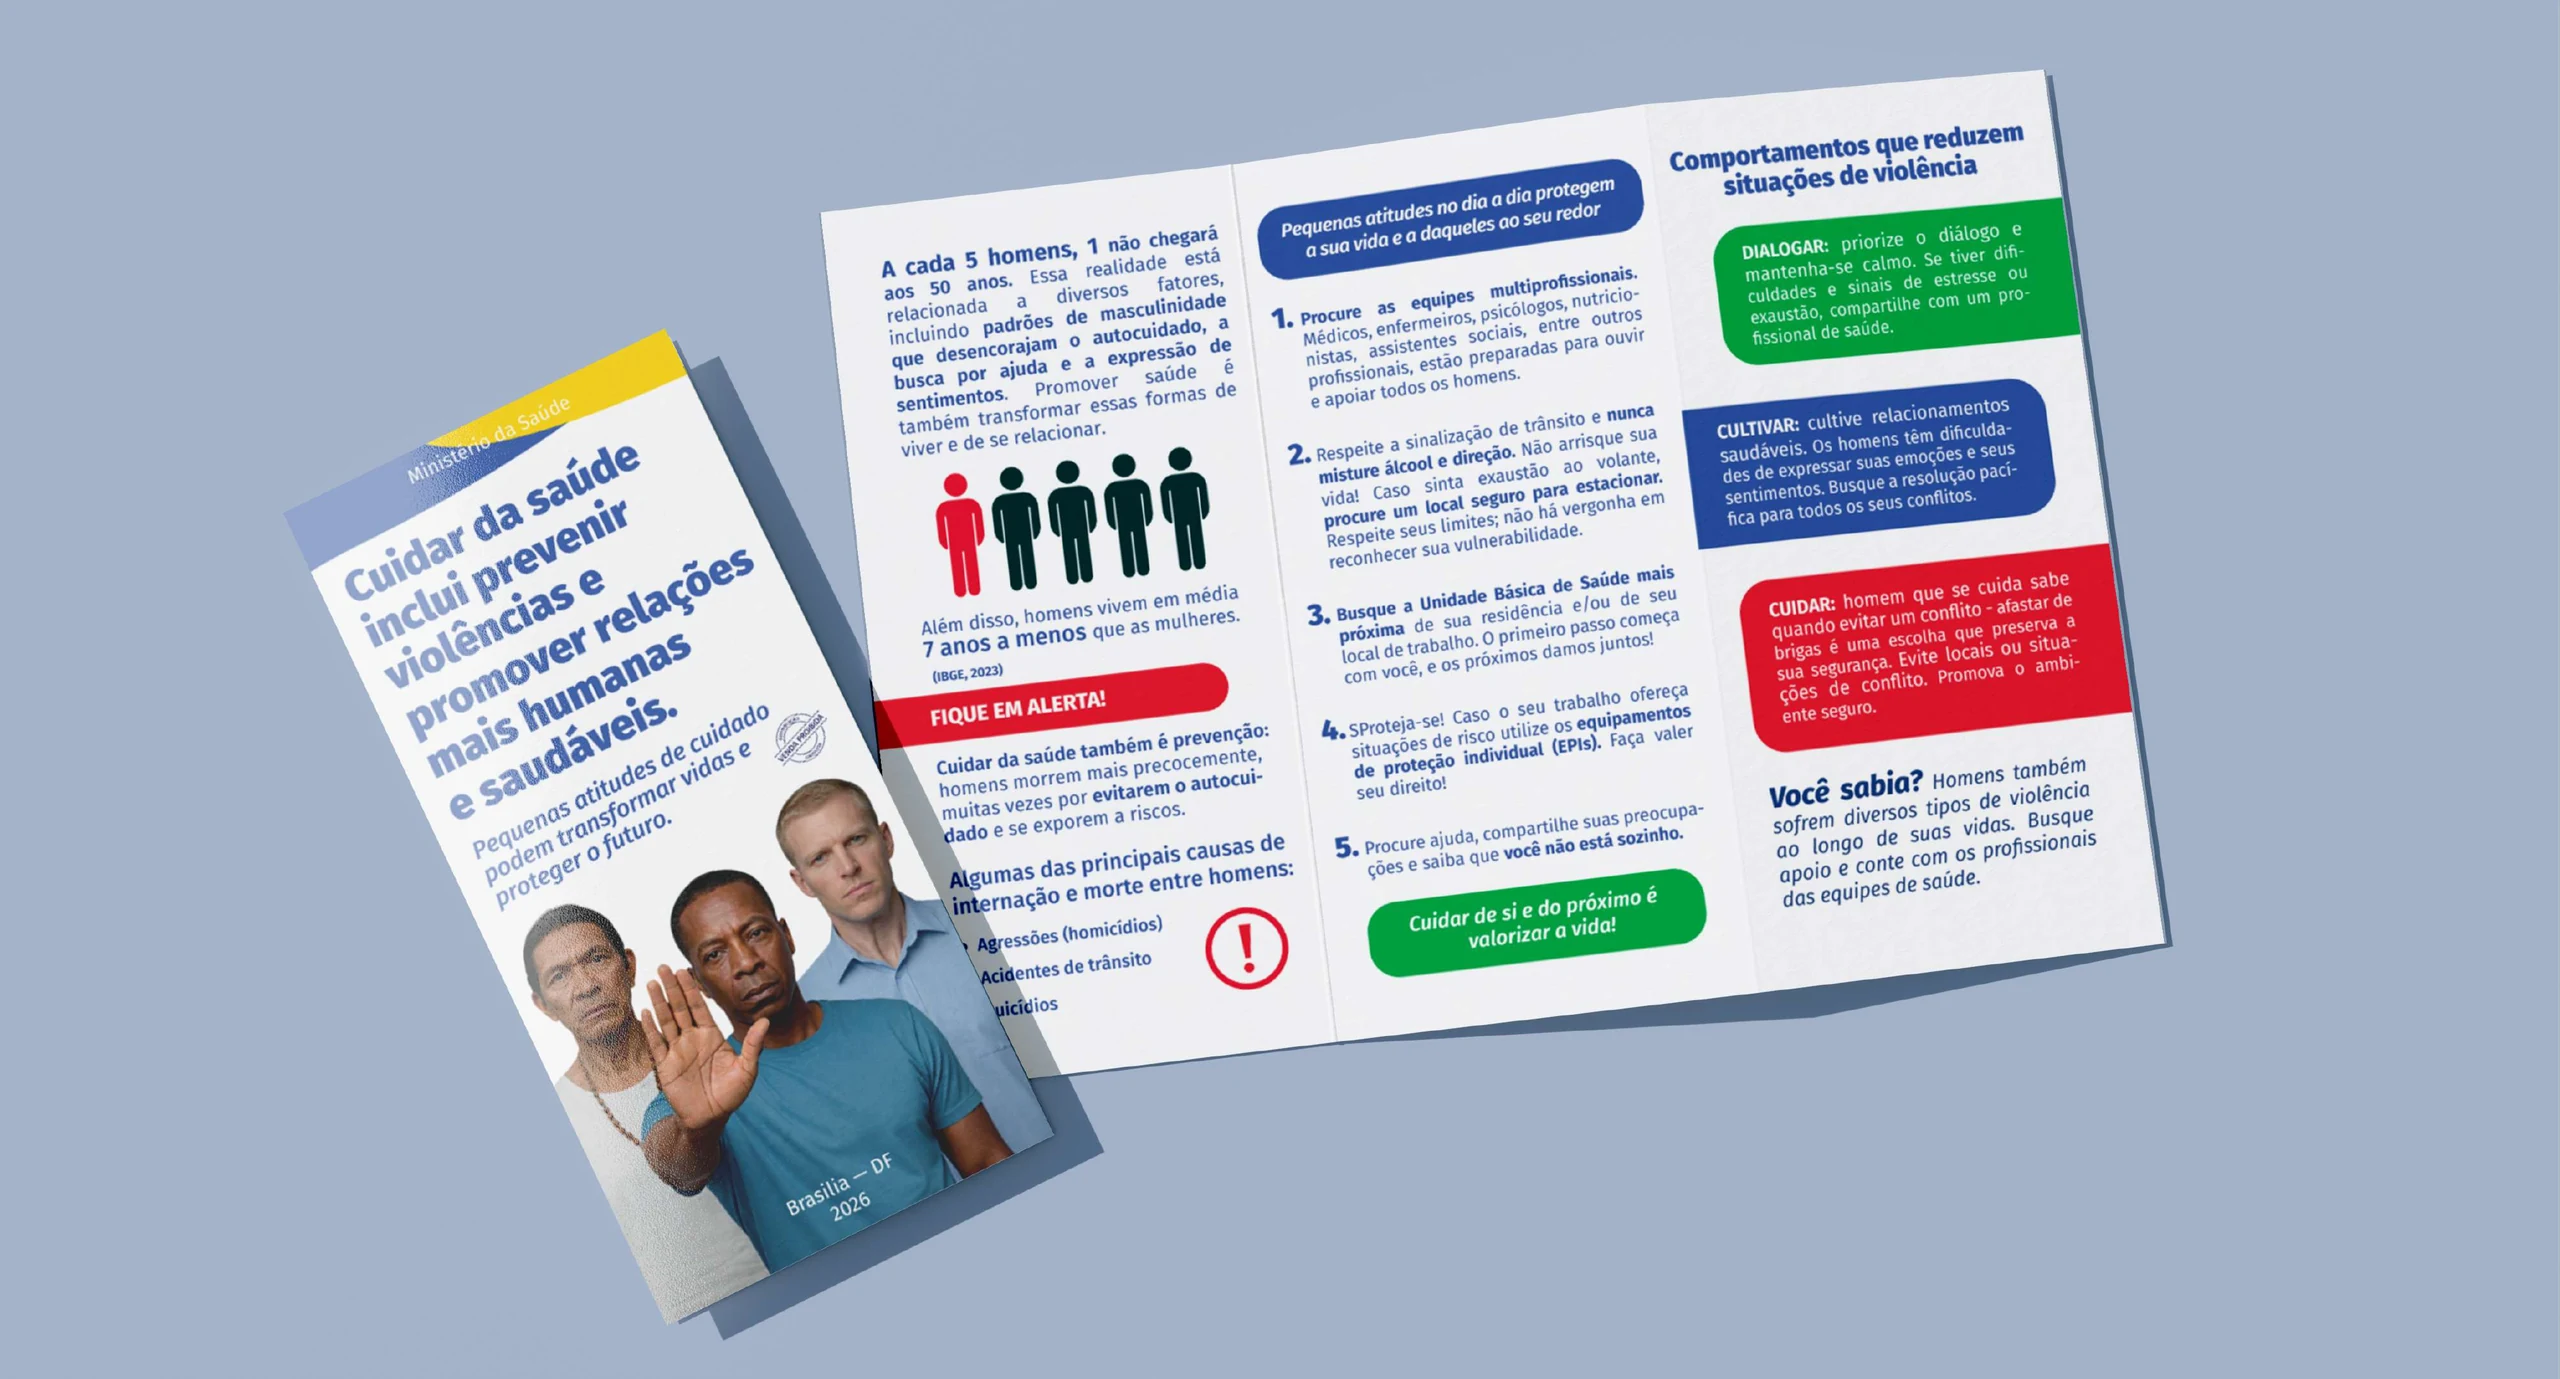 Ministério da Saúde
Cuidar da saúde
inclui prevenir
violências e
promover relações
mais humanas
e saudáveis.
Pequenas atitudes de cuidado
podem transformar vidas e
proteger o futuro.
VENDA PROIBIDA
Brasília — DF
2026
A cada 5 homens, 1 não chegará
aos 50 anos. Essa realidade está
relacionada a diversos fatores,
incluindo padrões de masculinidade
que desencorajam o autocuidado, a
busca por ajuda e a expressão de
sentimentos. Promover saúde é
também transformar essas formas de
viver e de se relacionar.
Além disso, homens vivem em média
7 anos a menos que as mulheres.
(IBGE, 2023)
FIQUE EM ALERTA!
Cuidar da saúde também é prevenção:
homens morrem mais precocemente,
muitas vezes por evitarem o autocui-
dado e se exporem a riscos.
Algumas das principais causas de
internação e morte entre homens:
Agressões (homicídios)
Acidentes de trânsito
uicídios
!
Pequenas atitudes no dia a dia protegem
a sua vida e a daqueles ao seu redor
1. Procure as equipes multiprofissionais.
Médicos, enfermeiros, psicólogos, nutricio-
nistas, assistentes sociais, entre outros
profissionais, estão preparadas para ouvir
e apoiar todos os homens.
2. Respeite a sinalização de trânsito e nunca
misture álcool e direção. Não arrisque sua
vida! Caso sinta exaustão ao volante,
procure um local seguro para estacionar.
Respeite seus limites; não há vergonha em
reconhecer sua vulnerabilidade.
3. Busque a Unidade Básica de Saúde mais
próxima de sua residência e/ou de seu
local de trabalho. O primeiro passo começa
com você, e os próximos damos juntos!
4. SProteja-se! Caso o seu trabalho ofereça
situações de risco utilize os equipamentos
de proteção individual (EPIs). Faça valer
seu direito!
5. Procure ajuda, compartilhe suas preocupa-
ções e saiba que você não está sozinho.
Cuidar de si e do próximo é
valorizar a vida!
Comportamentos que reduzem
situações de violência
DIALOGAR: priorize o diálogo e
mantenha-se calmo. Se tiver difi-
culdades e sinais de estresse ou
exaustão, compartilhe com um pro-
fissional de saúde.
CULTIVAR: cultive relacionamentos
saudáveis. Os homens têm dificulda-
des de expressar suas emoções e seus
sentimentos. Busque a resolução pací-
fica para todos os seus conflitos.
CUIDAR: homem que se cuida sabe
quando evitar um conflito - afastar de
brigas é uma escolha que preserva a
sua segurança. Evite locais ou situa-
ções de conflito. Promova o ambi-
ente seguro.
Você sabia? Homens também
sofrem diversos tipos de violência
ao longo de suas vidas. Busque
apoio e conte com os profissionais
das equipes de saúde.